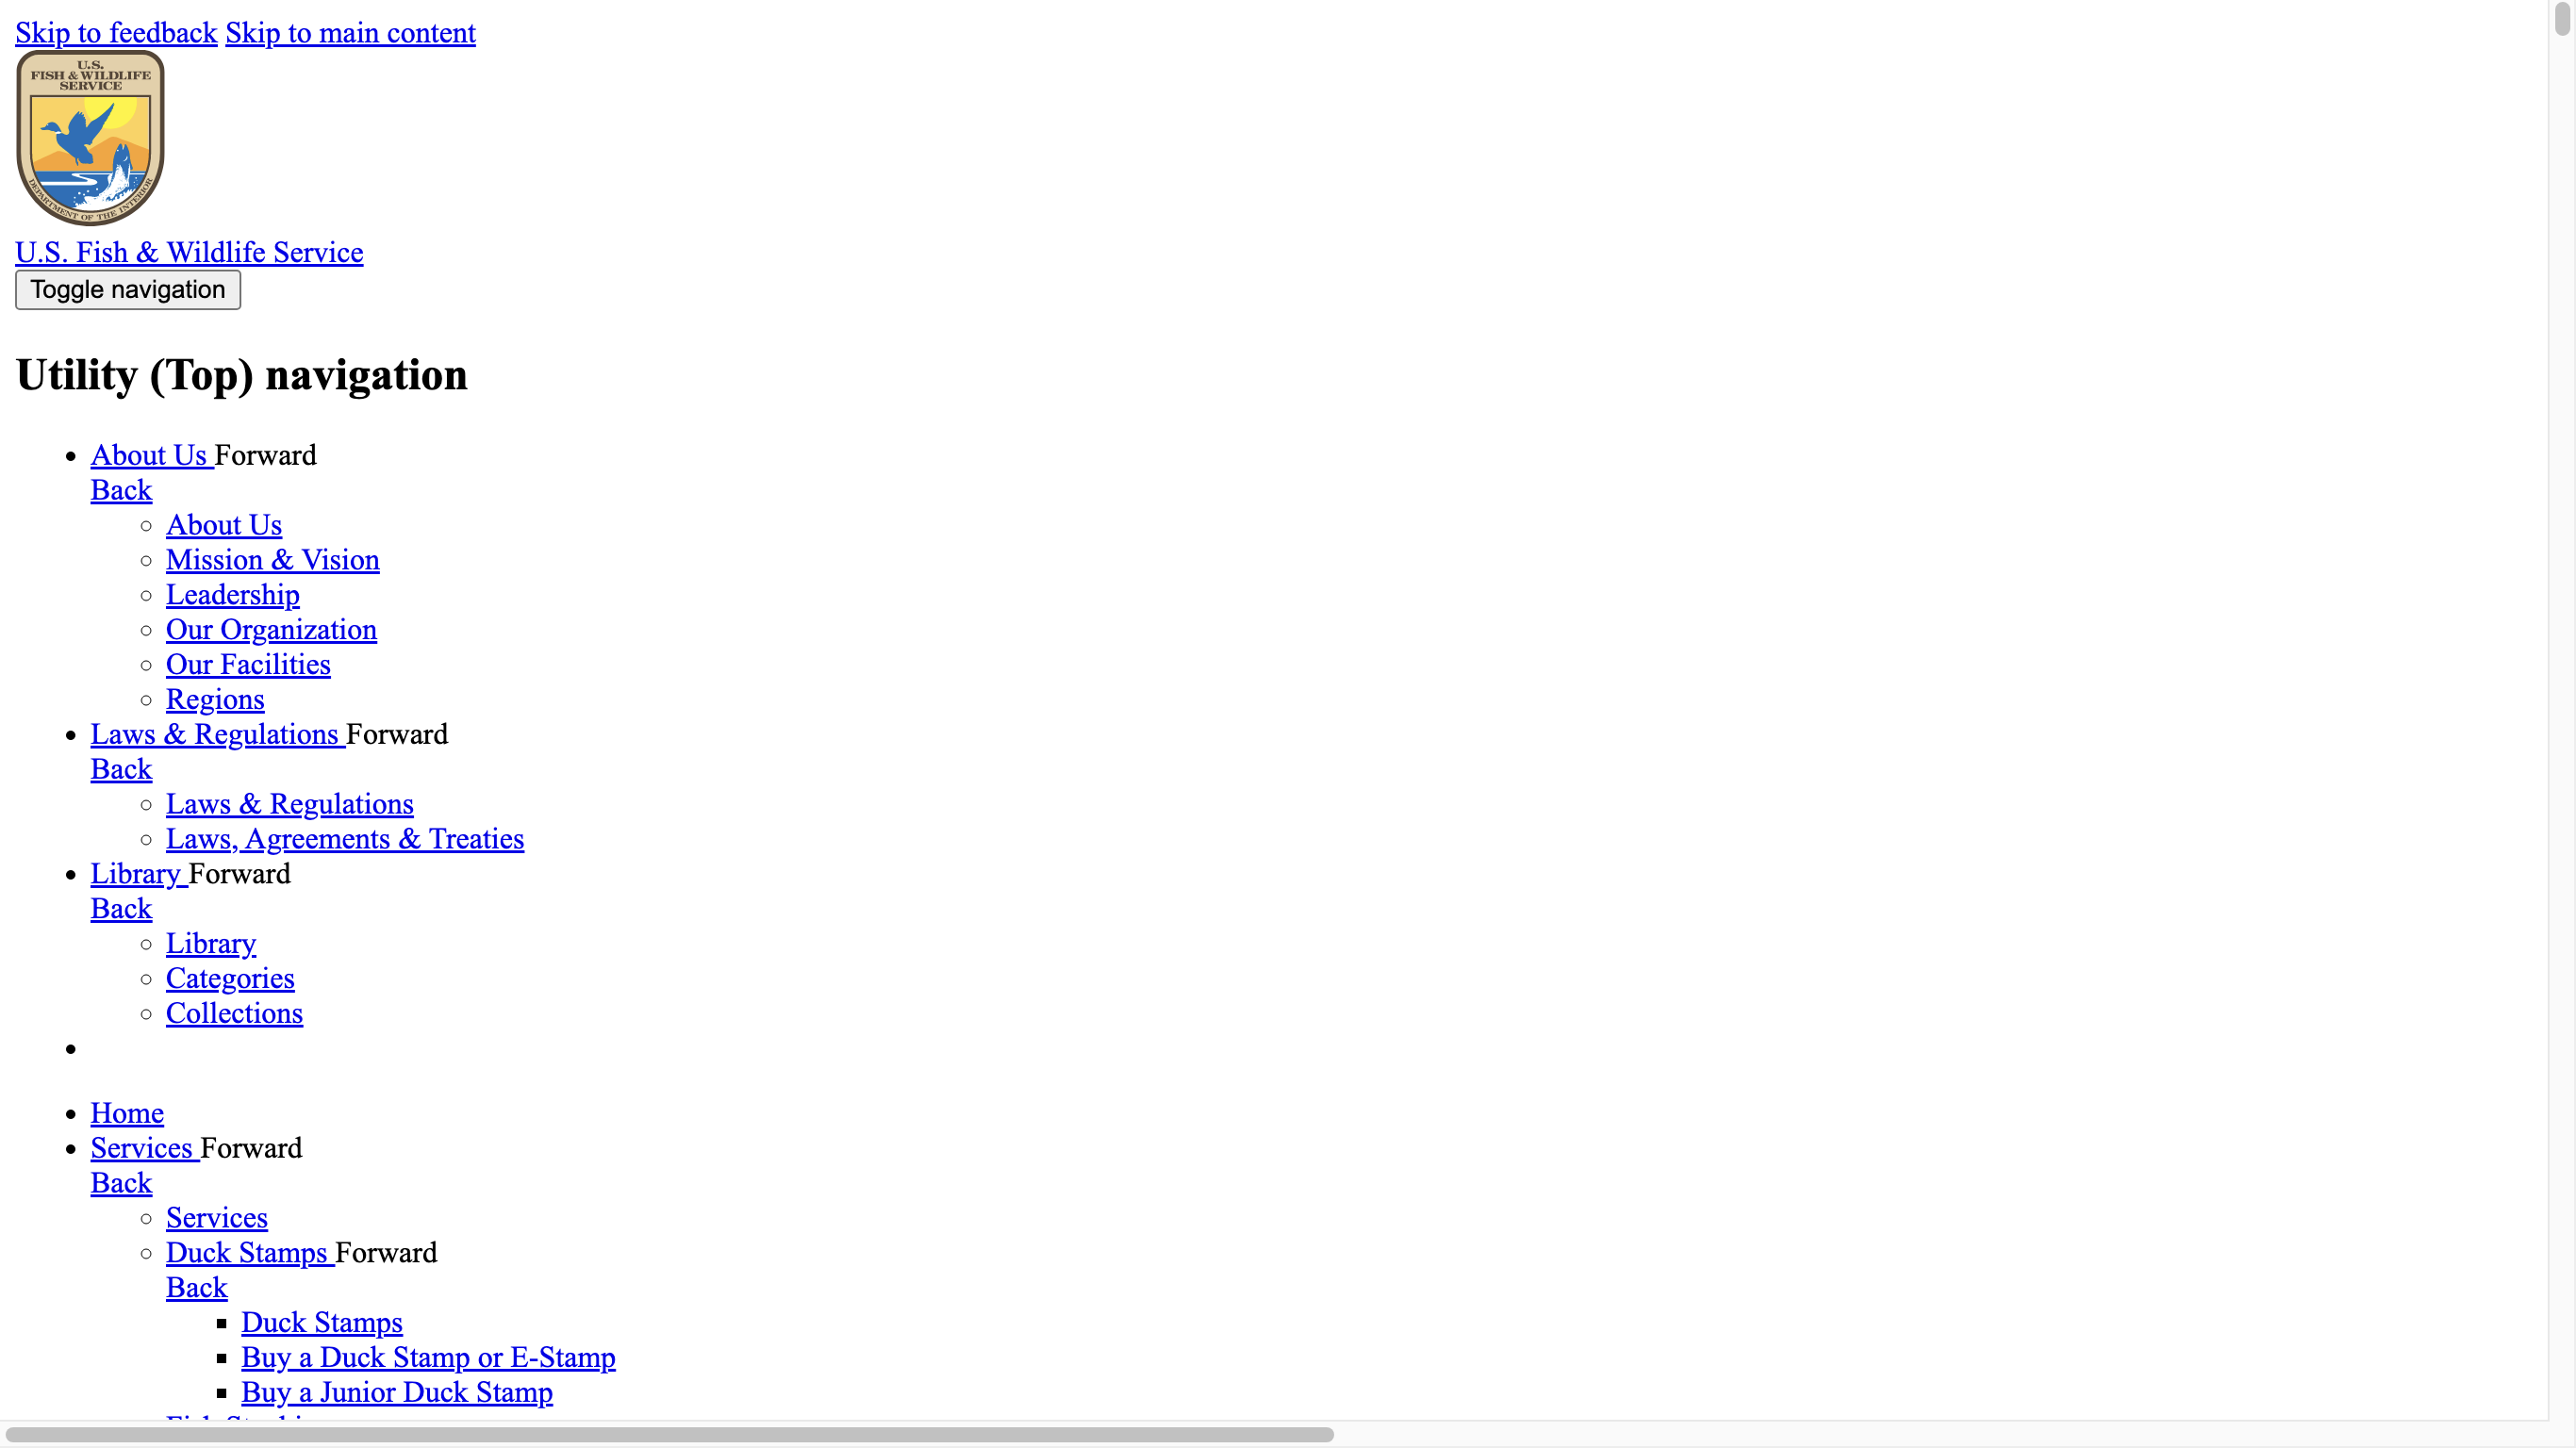 Skip to feedback Skip to main content
U.S.
FISH & WILDLIFE
SERVICE
DEPARTMENT OF THE INTERIOR
U.S. Fish & Wildlife Service
Toggle navigation
Utility (Top) navigation
About Us Forward
Back
About Us
Mission & Vision
Leadership
Our Organization
Our Facilities
Regions
Laws & Regulations Forward
Back
Laws & Regulations
Laws, Agreements & Treaties
Library Forward
Back
Library
Categories
Collections
Home
Services Forward
Back
Services
Duck Stamps Forward
Back
Duck Stamps
Buy a Duck Stamp or E-Stamp
Buy a Junior Duck Stamp